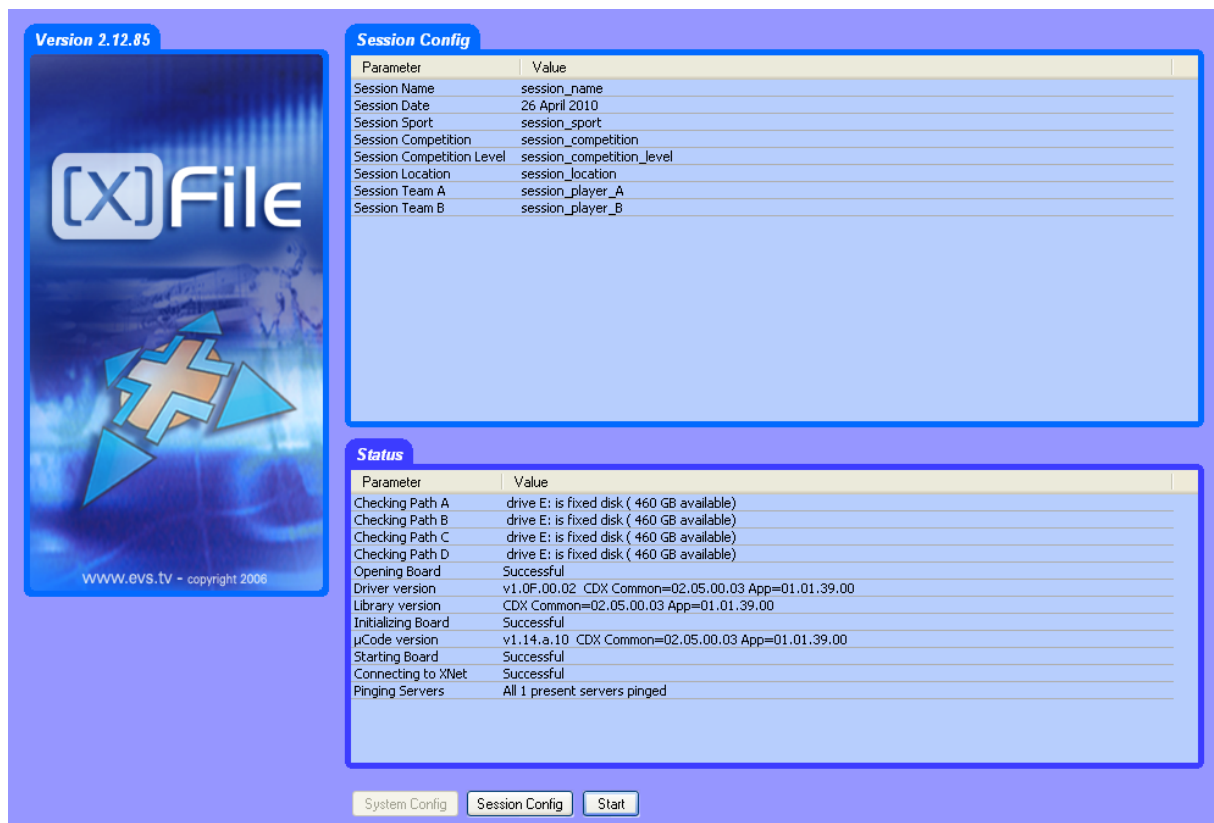 Version 2.12.85
[X]File
www.evs.tv - copyright 2006
Session Config
Parameter Value
Session Name session_name
Session Date 26 April 2010
Session Sport session_sport
Session Competition session_competition
Session Competition Level session_competition_level
Session Location session_location
Session Team A session_player_A
Session Team B session_player_B
Status
Parameter Value
Checking Path A drive E: is fixed disk ( 460 GB available)
Checking Path B drive E: is fixed disk ( 460 GB available)
Checking Path C drive E: is fixed disk ( 460 GB available)
Checking Path D drive E: is fixed disk ( 460 GB available)
Opening Board Successful
Driver version v1.0F.00.02 CDX Common=02.05.00.03 App=01.01.39.00
Library version CDX Common=02.05.00.03 App=01.01.39.00
Initializing Board Successful
µCode version v1.14.a.10 CDX Common=02.05.00.03 App=01.01.39.00
Starting Board Successful
Connecting to XNet Successful
Pinging Servers All 1 present servers pinged
System Config Session Config Start